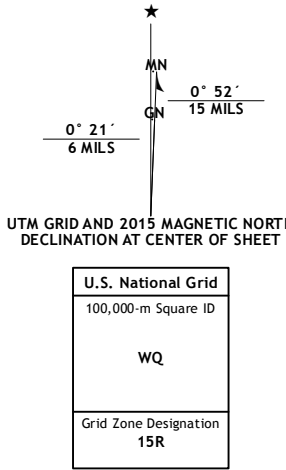 MN
0° 52´
15 MILS
GN
0° 21´
6 MILS
UTM GRID AND 2015 MAGNETIC NORTH
DECLINATION AT CENTER OF SHEET
U.S. National Grid
100,000-m Square ID
WQ
Grid Zone Designation
15R